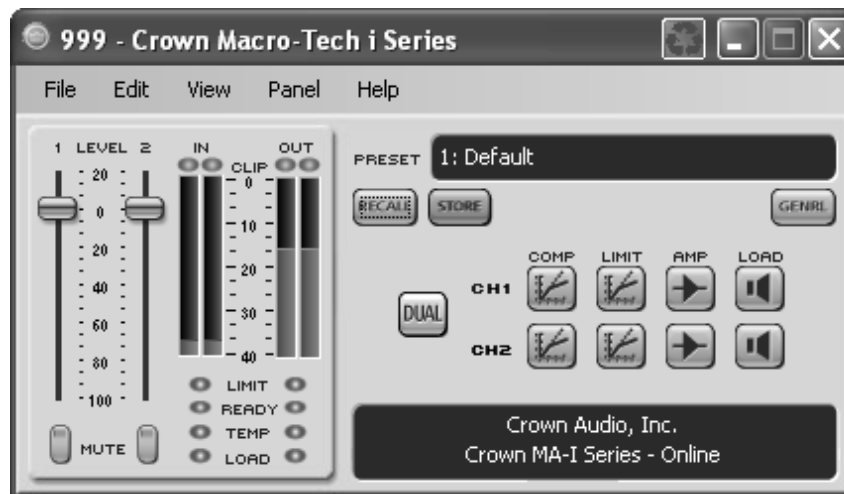 999 - Crown Macro-Tech i Series
File Edit View Panel Help
1 LEVEL 2
20
0
20
40
60
80
100
MUTE
IN OUT
CLIP
0
10
20
30
40
LIMIT
READY
TEMP
LOAD
PRESET 1: Default
RECALL STORE GENRL
COMP LIMIT AMP LOAD
DUAL
CH1
CH2
Crown Audio, Inc.
Crown MA-I Series - Online